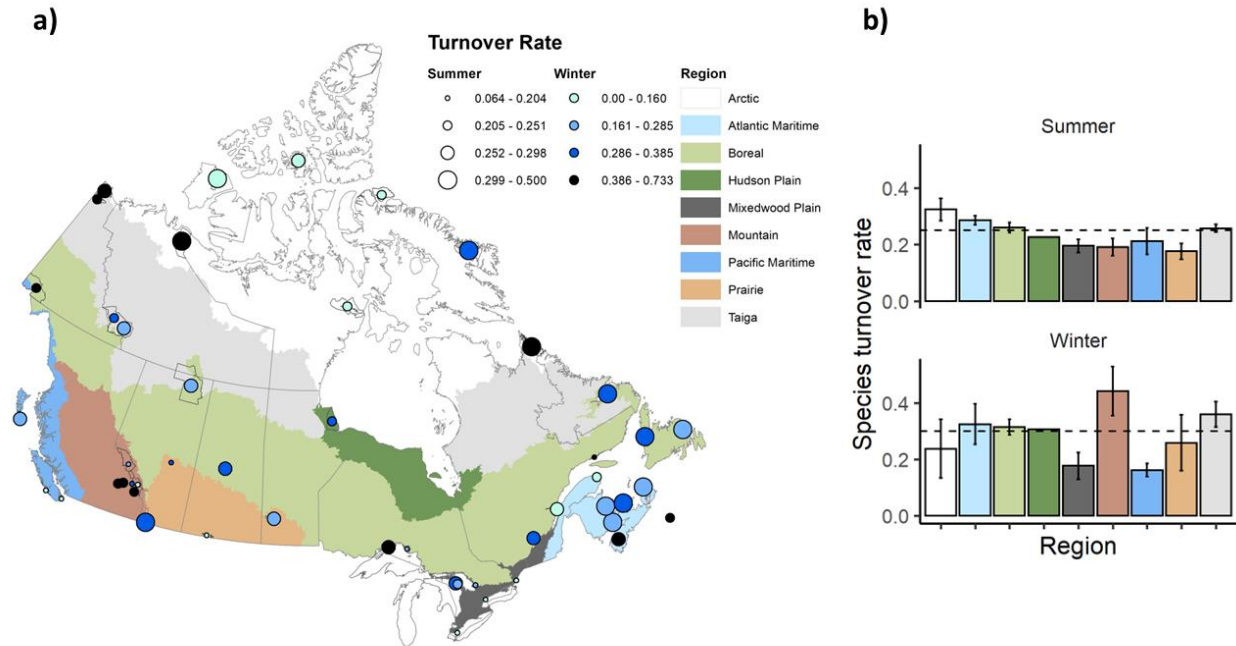 a)
Turnover Rate
Summer Winter Region
0.064 - 0.204 0.00 - 0.160 Arctic
0.205 - 0.251 0.161 - 0.285 Atlantic Maritime
0.252 - 0.298 0.286 - 0.385 Boreal
0.299 - 0.500 0.386 - 0.733 Hudson Plain
Mixedwood Plain
Mountain
Pacific Maritime
Prairie
Taiga
b)
Summer
0.4
0.2
0.0
Species turnover rate
Winter
0.4
0.2
0.0
Region